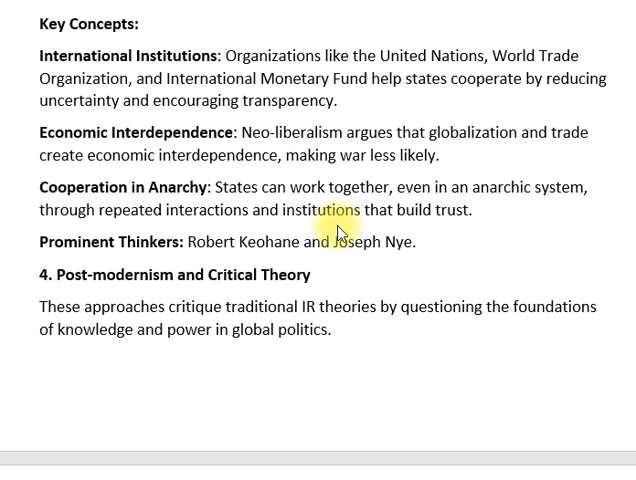 Key Concepts:
International Institutions: Organizations like the United Nations, World Trade
Organization, and International Monetary Fund help states cooperate by reducing
uncertainty and encouraging transparency.
Economic Interdependence: Neo-liberalism argues that globalization and trade
create economic interdependence, making war less likely.
Cooperation in Anarchy: States can work together, even in an anarchic system,
through repeated interactions and institutions that build trust.
Prominent Thinkers: Robert Keohane and Joseph Nye.
4. Post-modernism and Critical Theory
These approaches critique traditional IR theories by questioning the foundations
of knowledge and power in global politics.